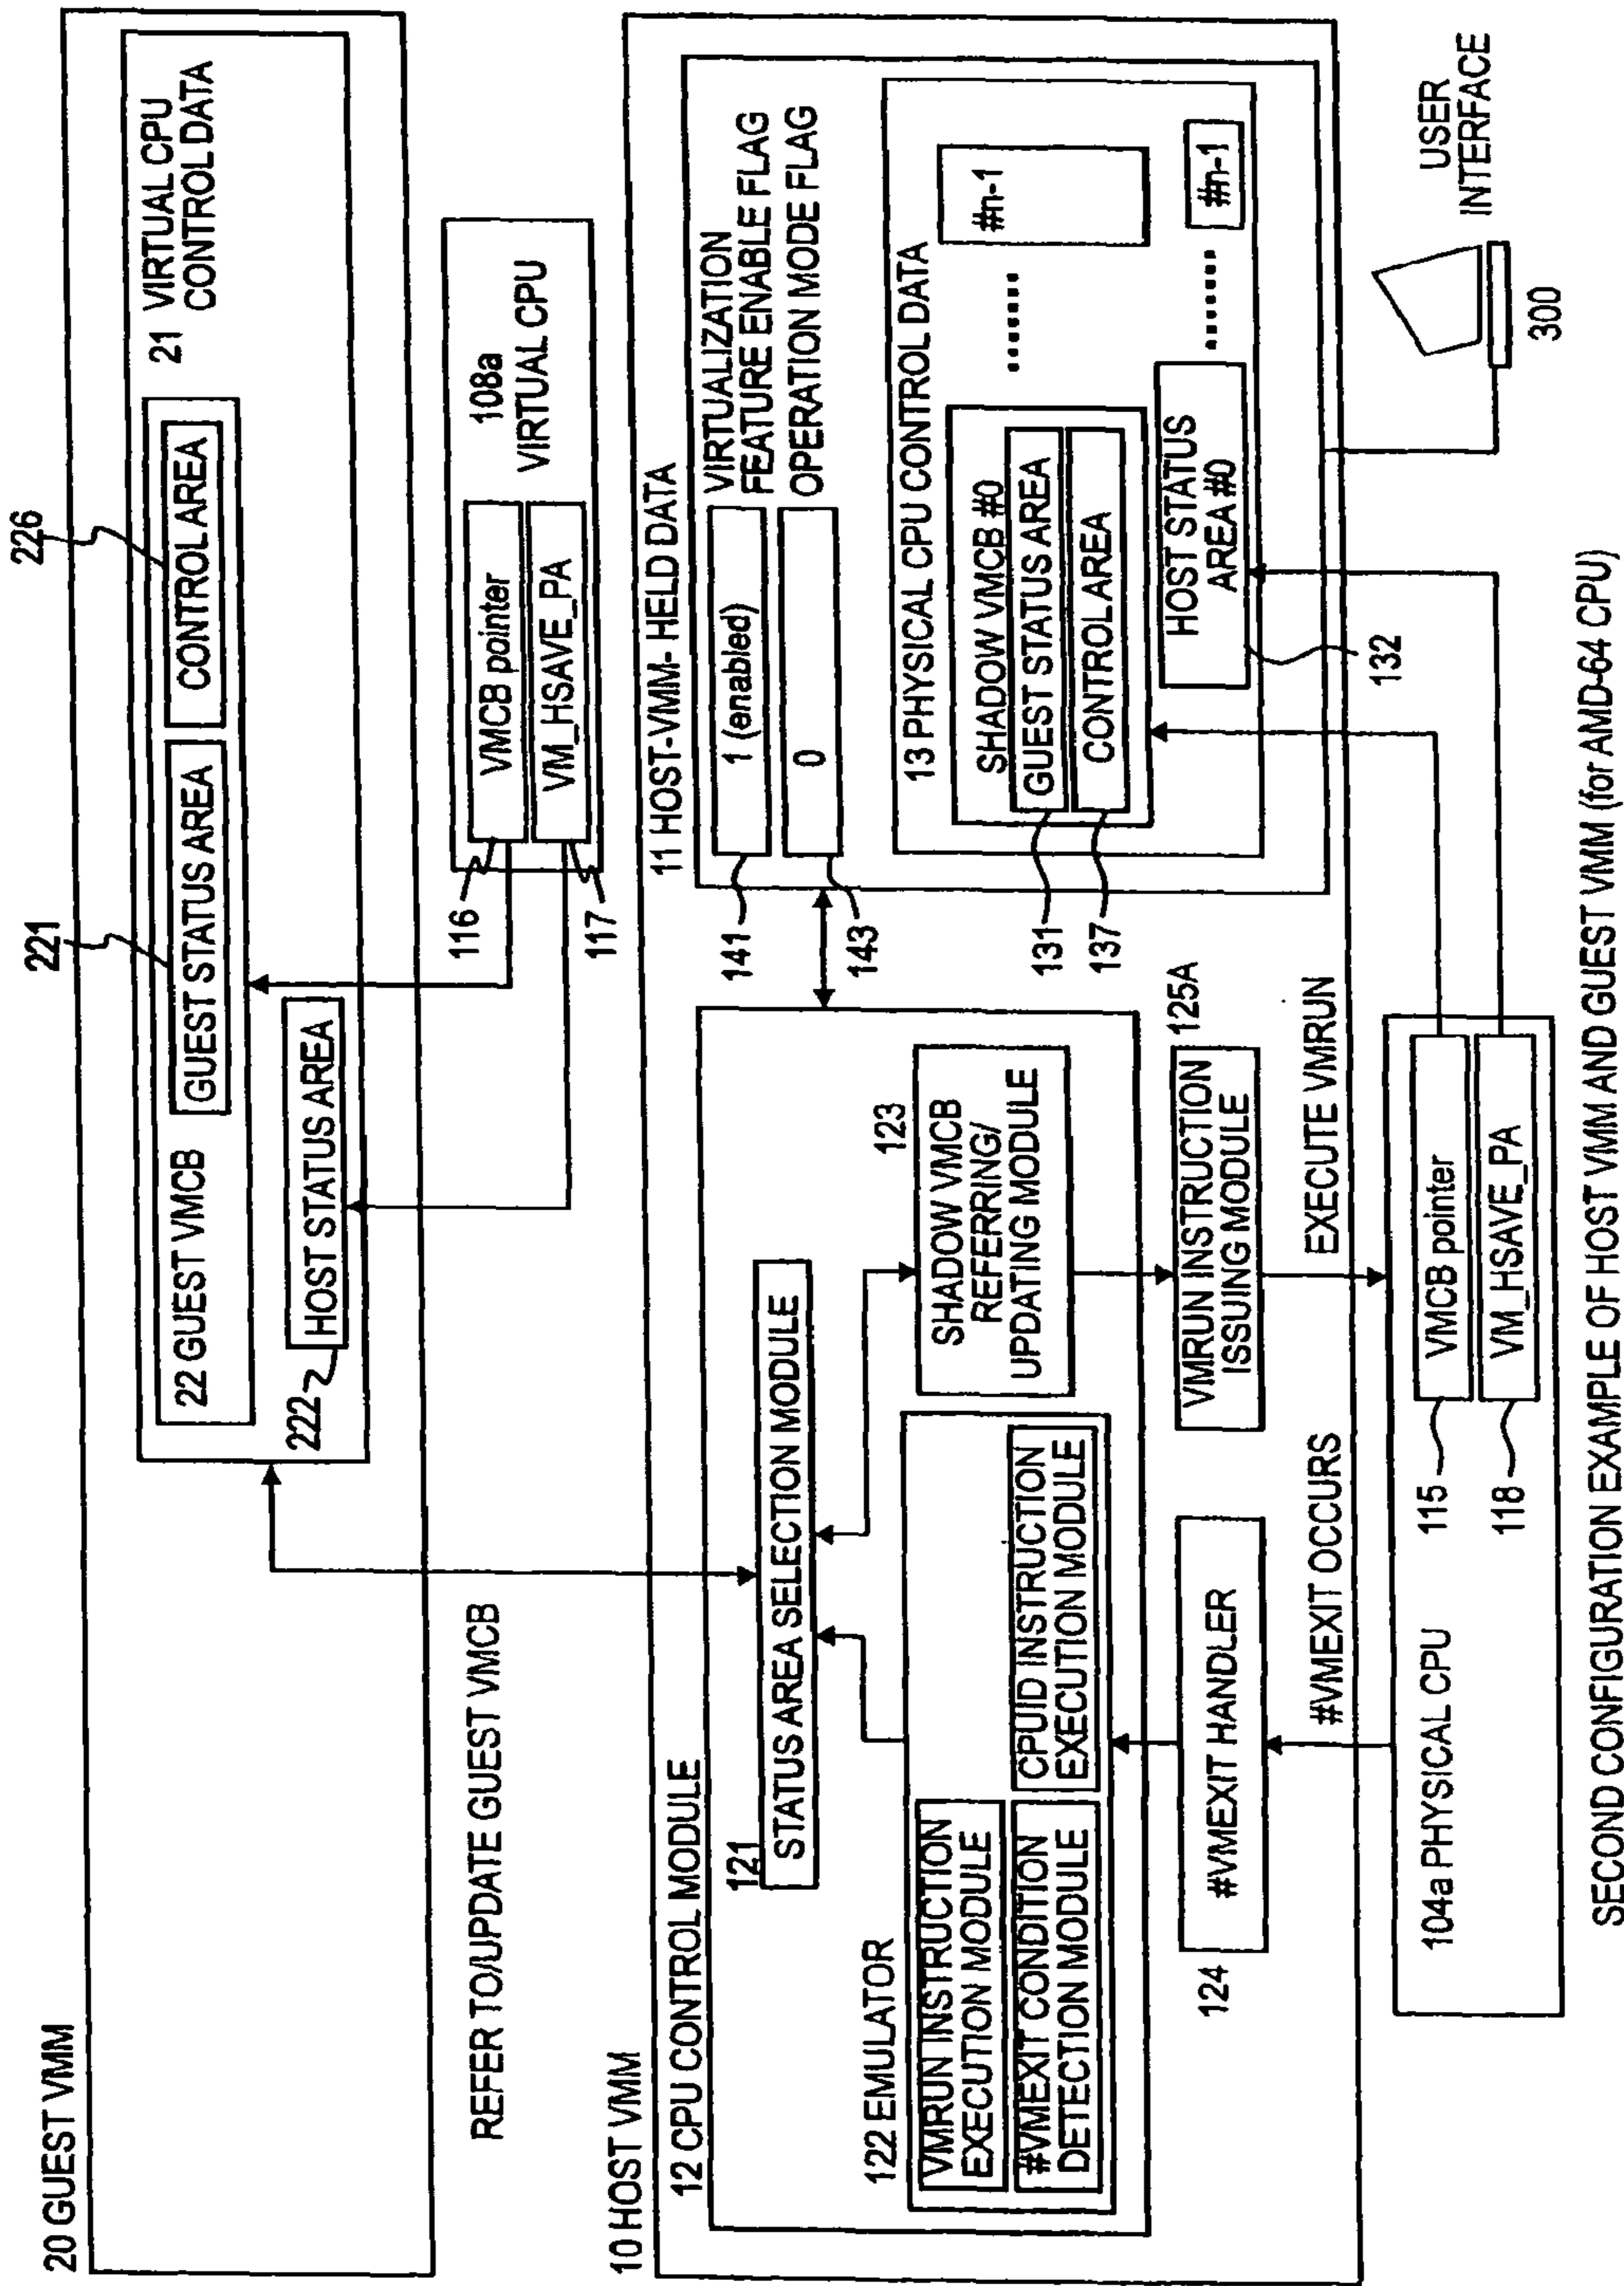 20 GUEST VMM
22 GUEST VMCB
221
GUEST STATUS AREA
226
CONTROL AREA
21 VIRTUAL CPU
CONTROL DATA
222
HOST STATUS AREA
REFER TO/UPDATE GUEST VMCB
116
VMCB pointer
117
VM_HSAVE_PA
108a
VIRTUAL CPU
10 HOST VMM
12 CPU CONTROL MODULE
121
STATUS AREA SELECTION MODULE
122 EMULATOR
VMRUN INSTRUCTION
EXECUTION MODULE
#VMEXIT CONDITION
DETECTION MODULE
CPUID INSTRUCTION
EXECUTION MODULE
123
SHADOW VMCB
REFERRING/
UPDATING MODULE
124
#VMEXIT HANDLER
125A
VMRUN INSTRUCTION
ISSUING MODULE
#VMEXIT OCCURS
EXECUTE VMRUN
11 HOST-VMM- HELD DATA
141
1 (enabled)
VIRTUALIZATION
FEATURE ENABLE FLAG
143
0
OPERATION MODE FLAG
13 PHYSICAL CPU CONTROL DATA
SHADOW VMCB #0
131
GUEST STATUS AREA
137
CONTROL AREA
......
#n-1
HOST STATUS
AREA #0
132
.......
#n-1
104a PHYSICAL CPU
115
VMCB pointer
118
VM_HSAVE_PA
300
USER
INTERFACE
SECOND CONFIGURATION EXAMPLE OF HOST VMM AND GUEST VMM (for AMD-64 CPU)